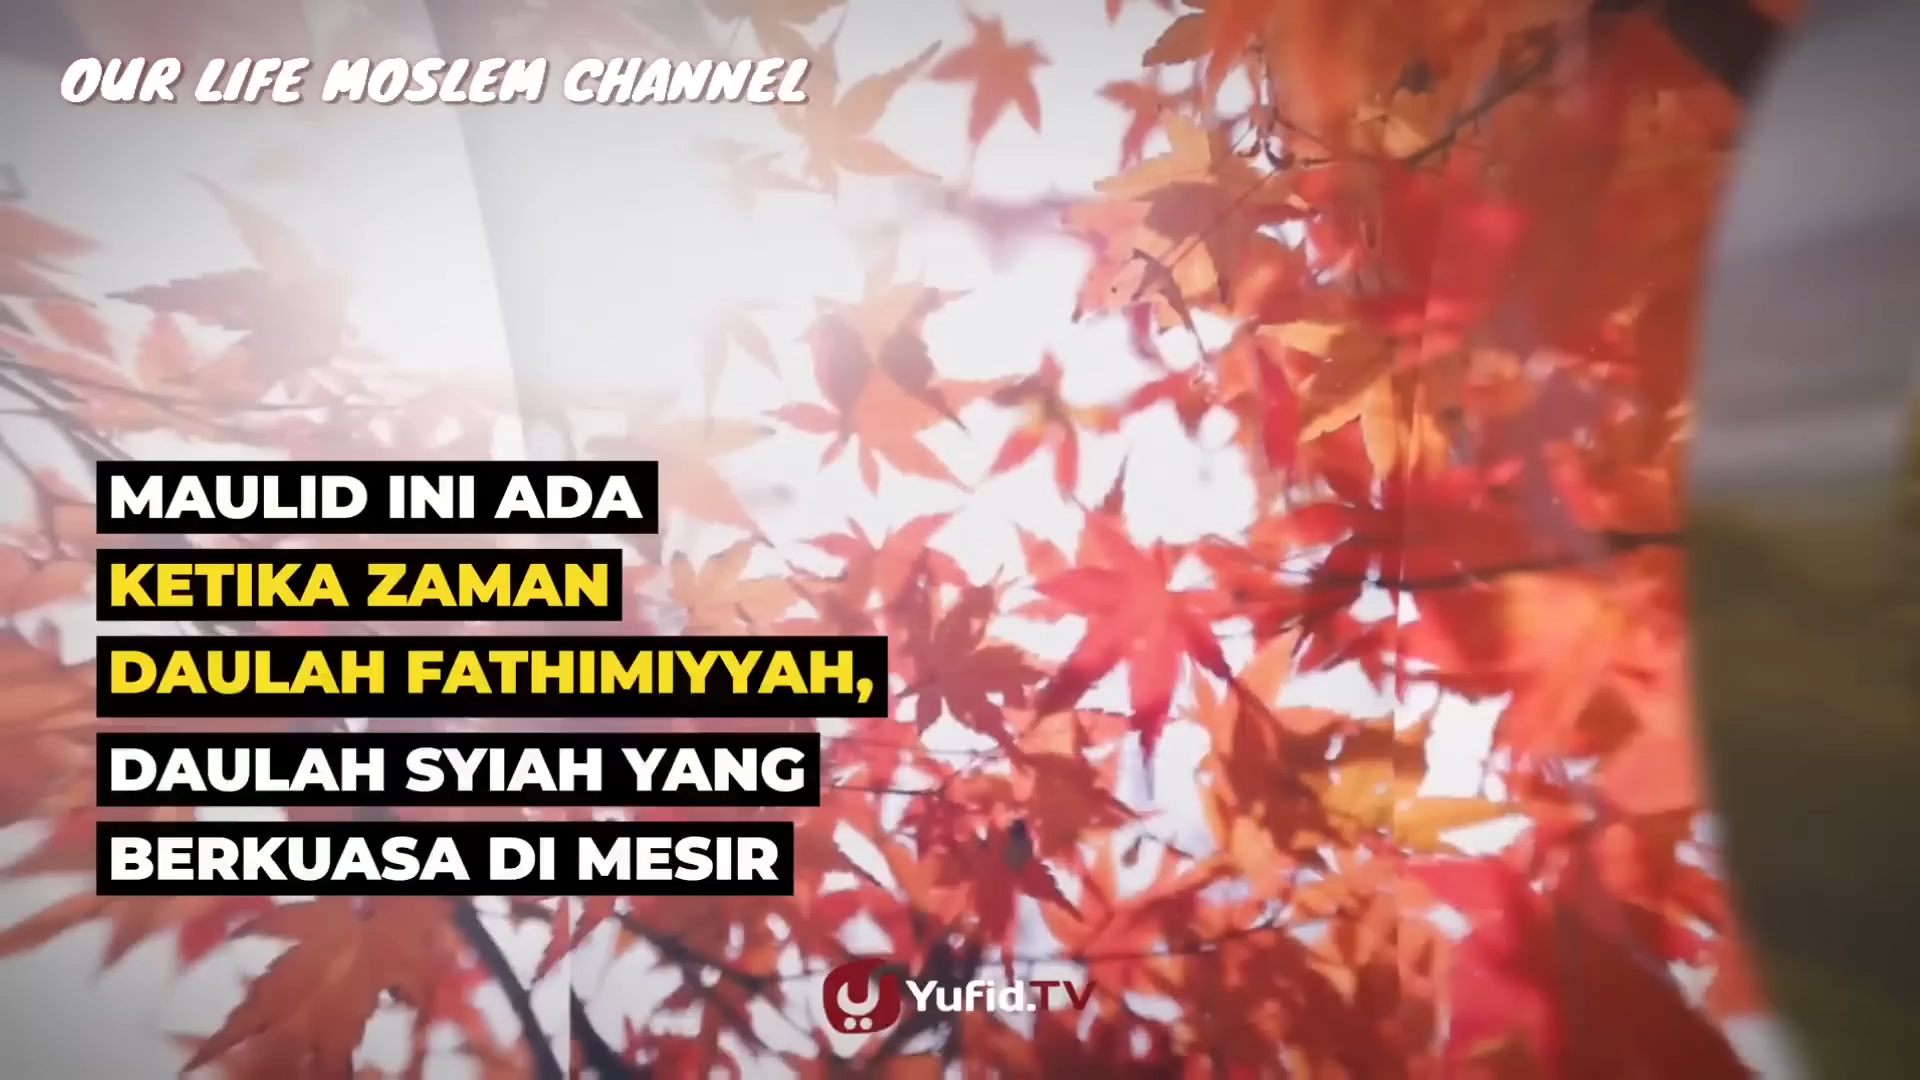 OUR LIFE MOSLEM CHANNEL
MAULID INI ADA
KETIKA ZAMAN
DAULAH FATHIMIYYAH,
DAULAH SYIAH YANG
BERKUASA DI MESIR
Yufid.TV